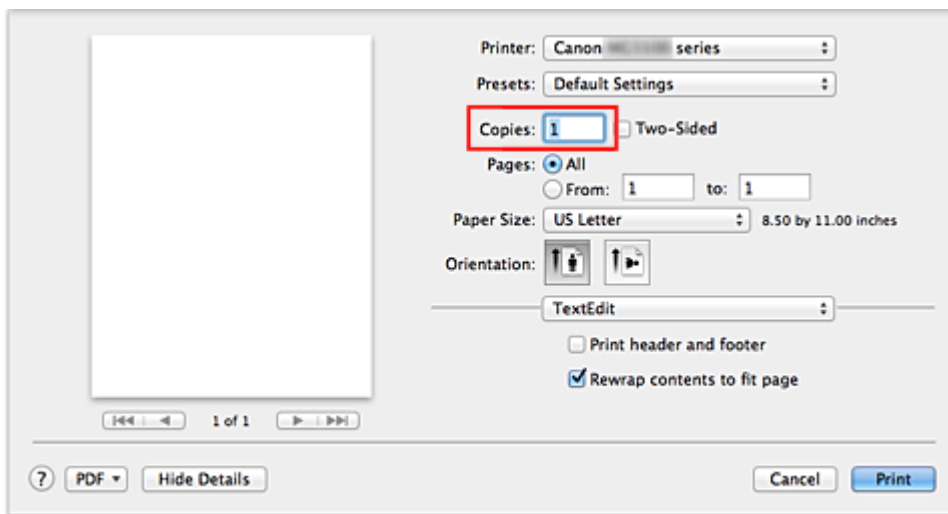 Printer: Canon series
Presets: Default Settings
Copies: 1 Two-Sided
Pages: All
From: 1 to: 1
Paper Size: US Letter 8.50 by 11.00 inches
Orientation:
TextEdit
Print header and footer
Rewrap contents to fit page
1 of 1
? PDF Hide Details Cancel Print